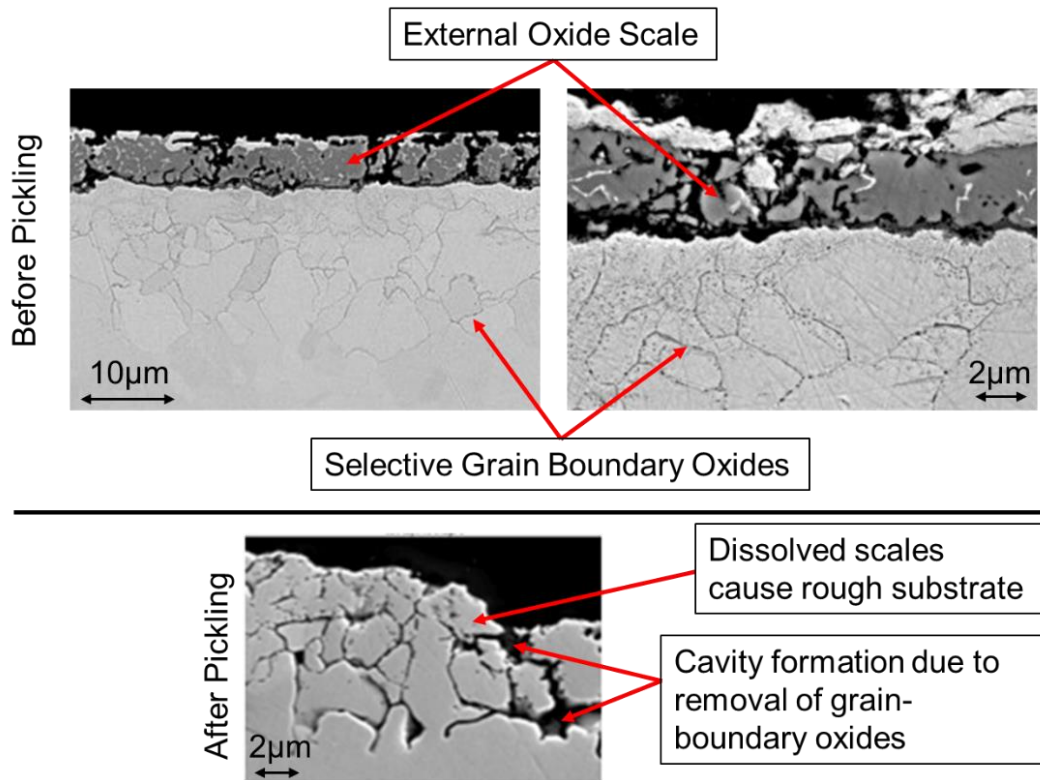 External Oxide Scale
Before Pickling
10µm
2µm
Selective Grain Boundary Oxides
After Pickling
2µm
Dissolved scales
cause rough substrate
Cavity formation due to
removal of grain-
boundary oxides